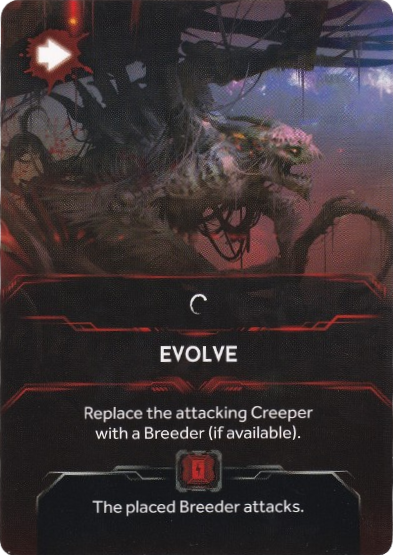 EVOLVE
Replace the attacking Creeper
with a Breeder (if available).
The placed Breeder attacks.